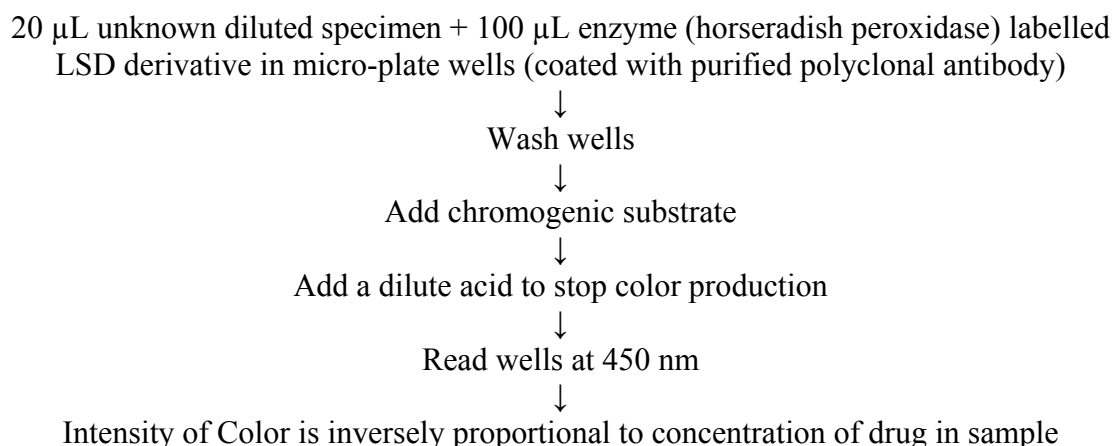 20 µL unknown diluted specimen + 100 µL enzyme (horseradish peroxidase) labelled
LSD derivative in micro-plate wells (coated with purified polyclonal antibody)
↓
Wash wells
↓
Add chromogenic substrate
↓
Add a dilute acid to stop color production
↓
Read wells at 450 nm
↓
Intensity of Color is inversely proportional to concentration of drug in sample